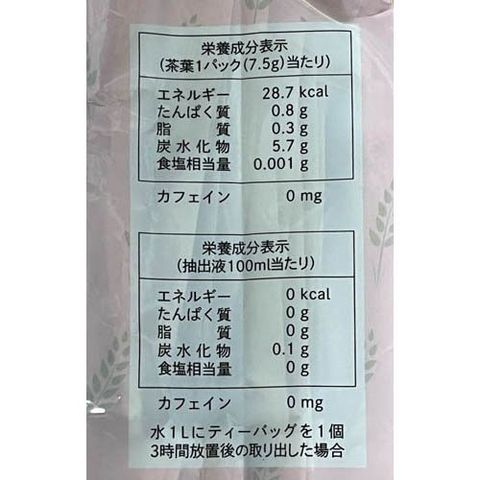 栄養成分表示
(茶葉1パック(7.5g)当たり)
エネルギー 28.7 kcal
たんぱく質 0.8 g
脂質 0.3 g
炭水化物 5.7 g
食塩相当量 0.001 g
カフェイン 0 mg
栄養成分表示
(抽出液100ml当たり)
エネルギー 0 kcal
たんぱく質 0 g
脂質 0 g
炭水化物 0.1 g
食塩相当量 0 g
カフェイン 0 mg
水1Lにティーバッグを1個
3時間放置後の取り出した場合